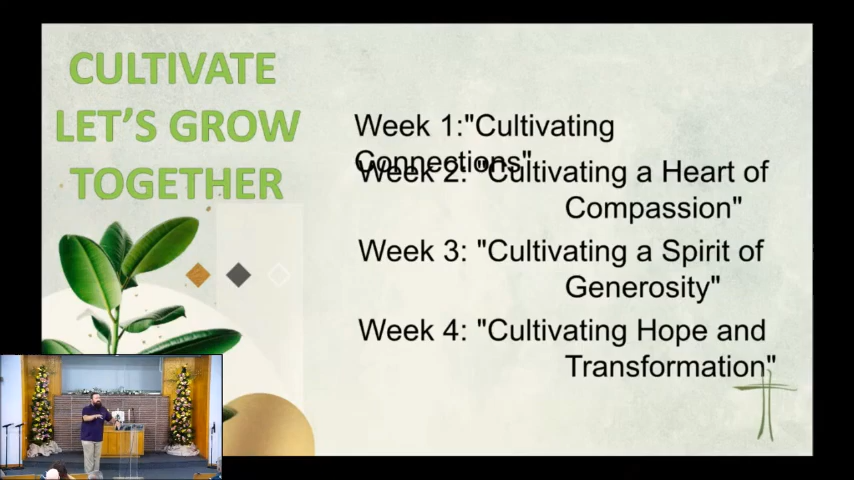 CULTIVATE
LET'S GROW
TOGETHER
Week 1:"Cultivating
Connections"
Week 2: "Cultivating a Heart of
Compassion"
Week 3: "Cultivating a Spirit of
Generosity"
Week 4: "Cultivating Hope and
Transformation"